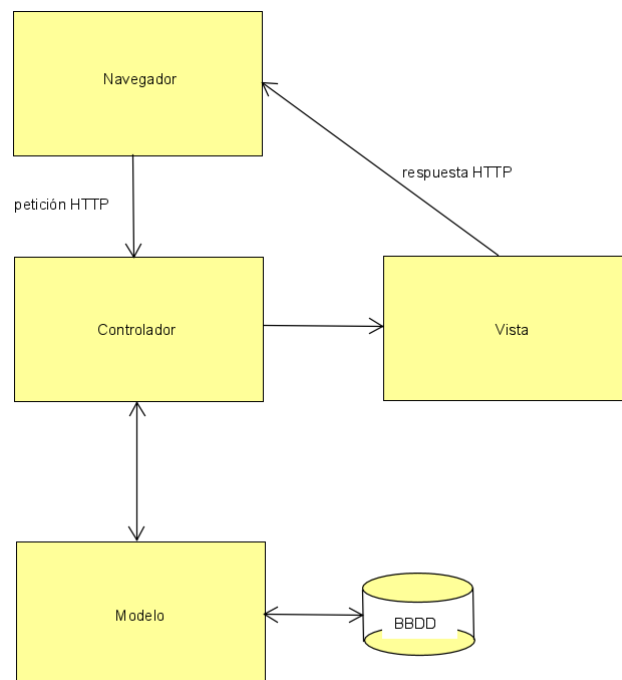 Navegador
respuesta HTTP
petición HTTP
Controlador
Vista
Modelo
BBDD